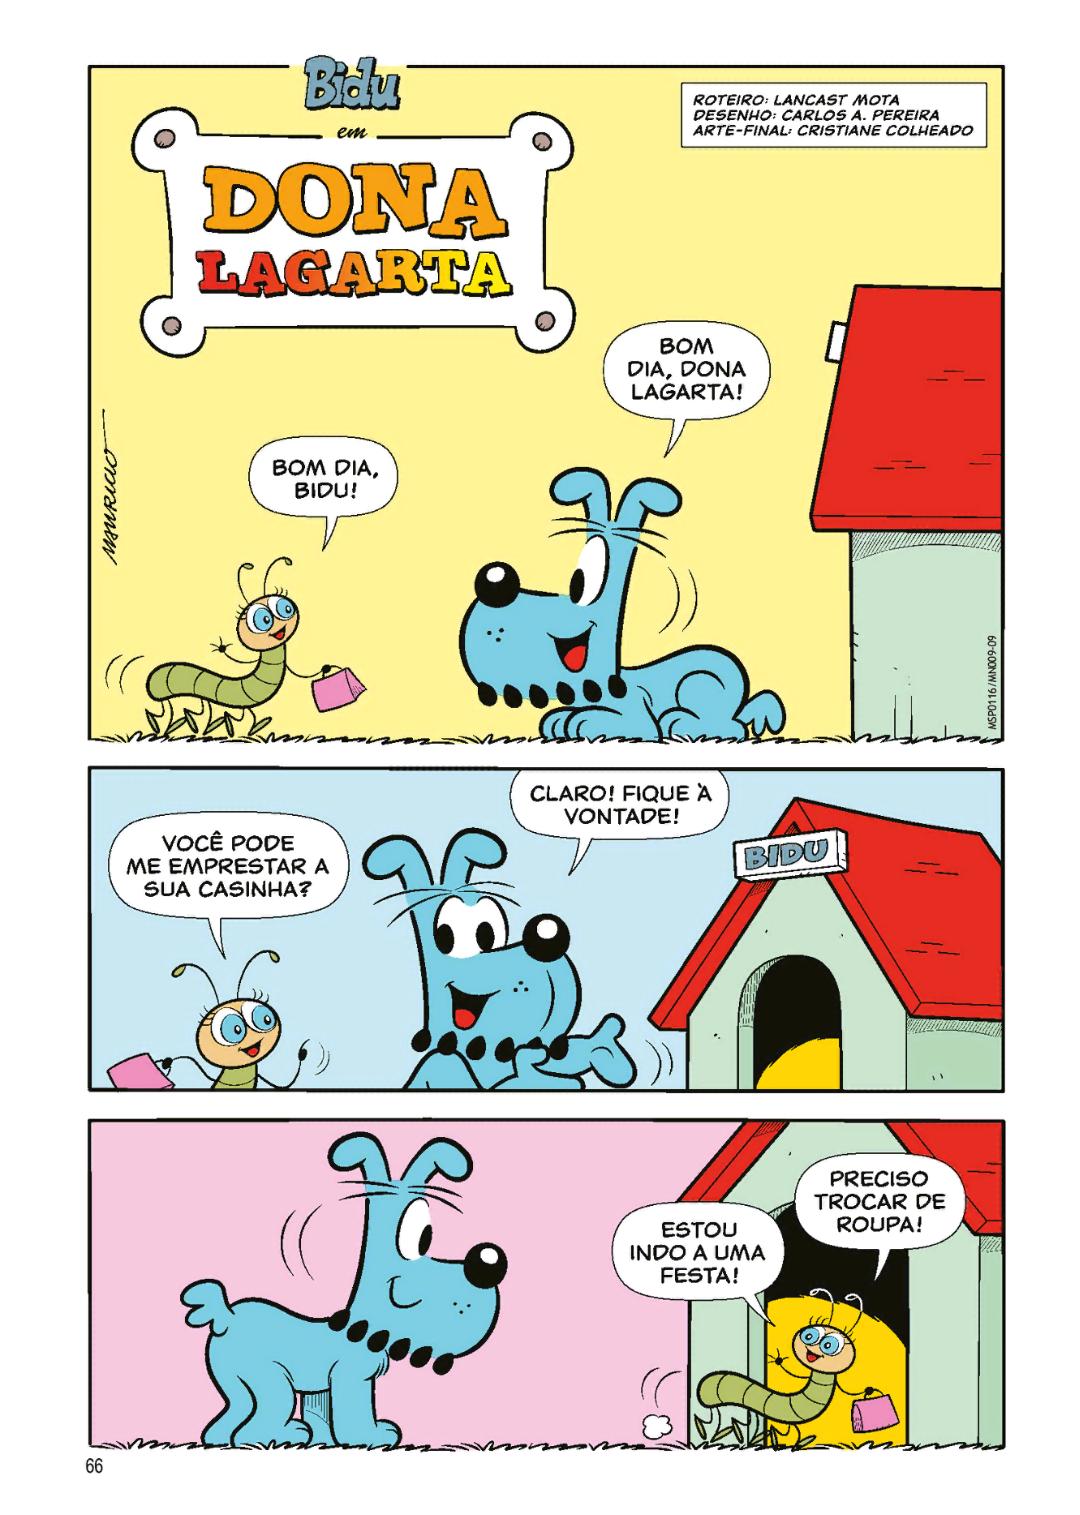 Bidu
em
DONA
LAGARTA
ROTEIRO: LANCAST MOTA
DESENHO: CARLOS A. PEREIRA
ARTE-FINAL: CRISTIANE COLHEADO
BOM
DIA, DONA
LAGARTA!
BOM DIA,
BIDU!
MAURICIO
MSP0116/MN009-09
VOCÊ PODE
ME EMPRESTAR A
SUA CASINHA?
CLARO! FIQUE À
VONTADE!
BIDU
ESTOU
INDO A UMA
FESTA!
PRECISO
TROCAR DE
ROUPA!
66